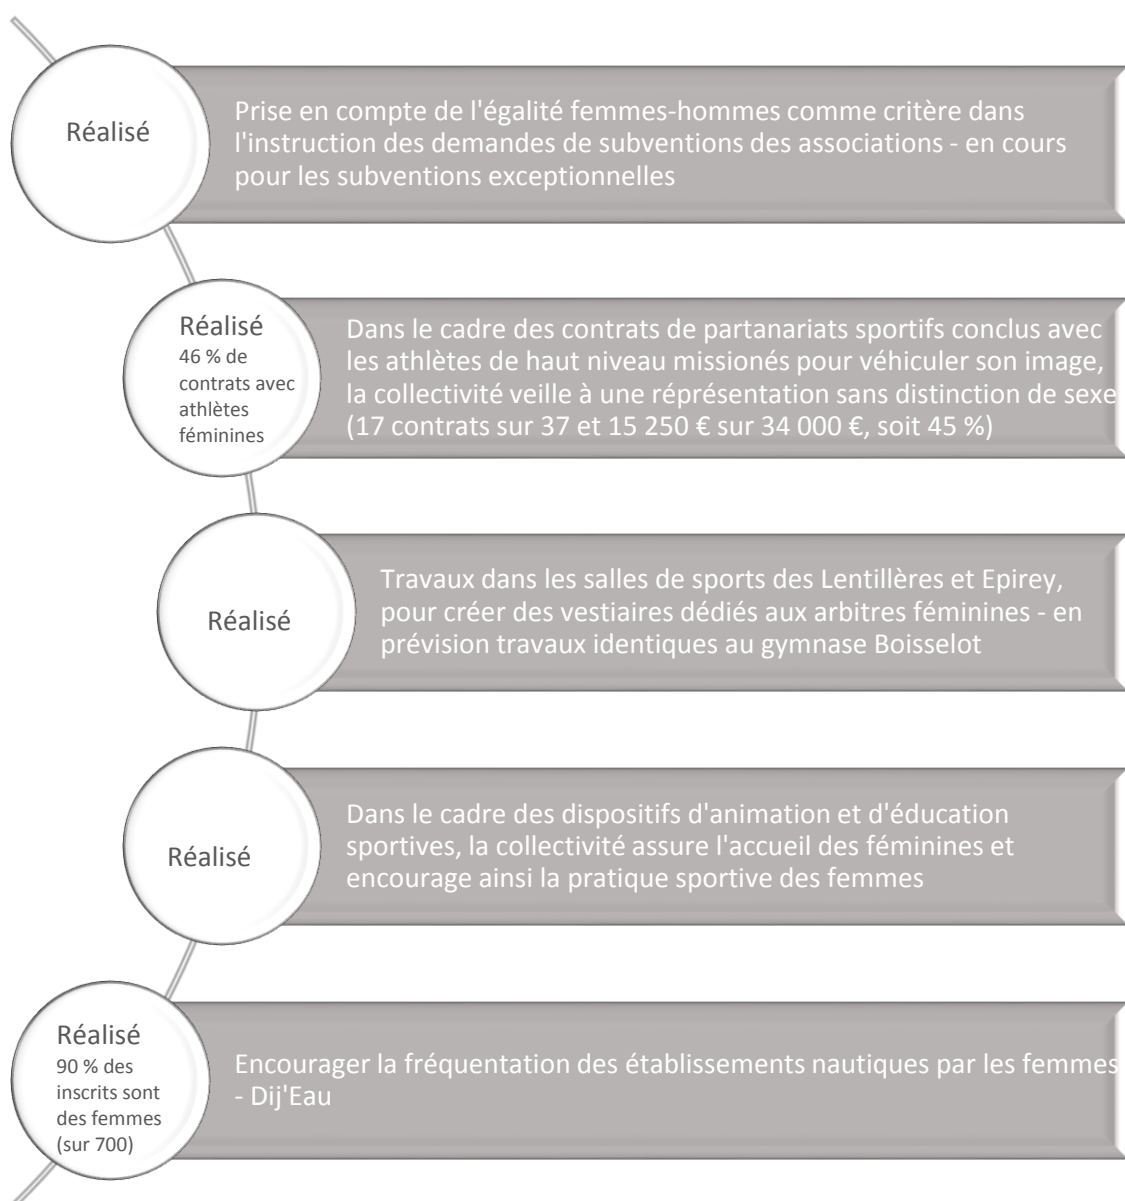 Réalisé
Prise en compte de l'égalité femmes-hommes comme critère dans
l'instruction des demandes de subventions des associations - en cours
pour les subventions exceptionnelles
Réalisé
46 % de
contrats avec
athlètes
féminines
Dans le cadre des contrats de partanariats sportifs conclus avec
les athlètes de haut niveau missionés pour véhiculer son image,
la collectivité veille à une réprésentation sans distinction de sexe
(17 contrats sur 37 et 15 250 € sur 34 000 €, soit 45 %)
Réalisé
Travaux dans les salles de sports des Lentillères et Epirey,
pour créer des vestiaires dédiés aux arbitres féminines - en
prévision travaux identiques au gymnase Boisselot
Réalisé
Dans le cadre des dispositifs d'animation et d'éducation
sportives, la collectivité assure l'accueil des féminines et
encourage ainsi la pratique sportive des femmes
Réalisé
90 % des
inscrits sont
des femmes
(sur 700)
Encourager la fréquentation des établissements nautiques par les femmes
- Dij'Eau